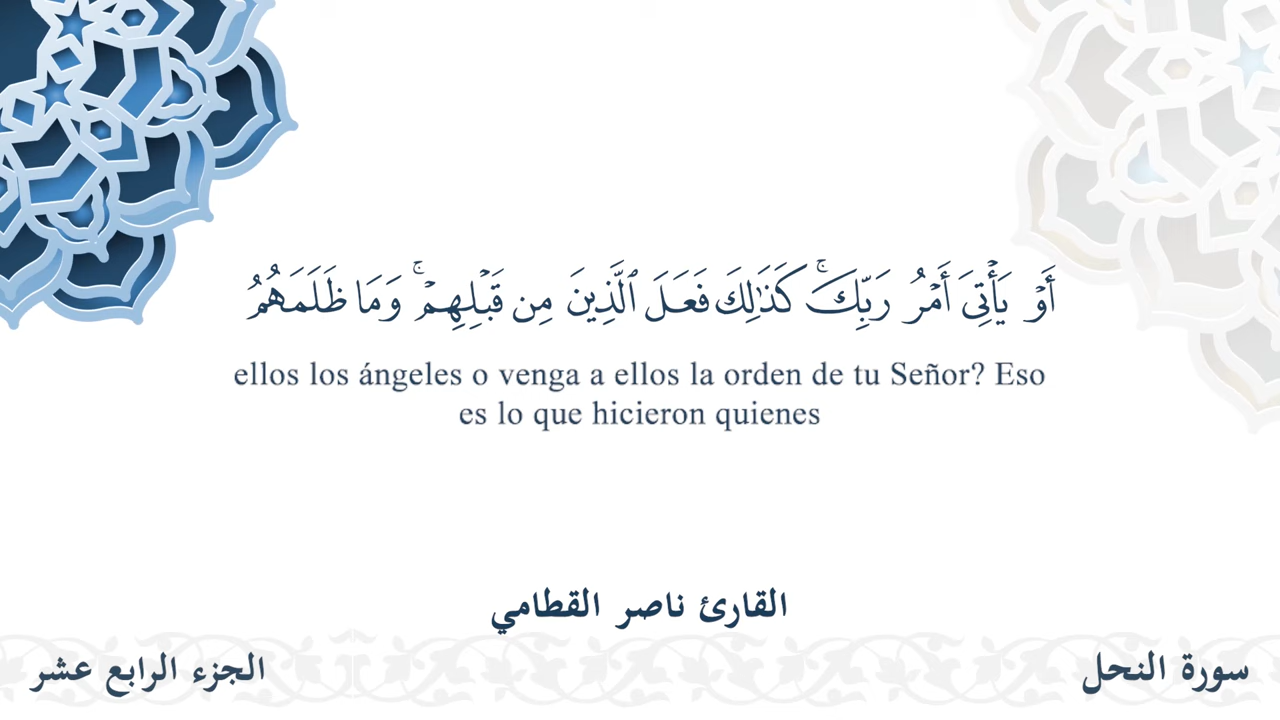 أَوْ يَأْتِىَ أَمْرُ رَبِّكَ ۚ كَذَٰلِكَ فَعَلَ ٱلَّذِينَ مِن قَبْلِهِمْ ۚ وَمَا ظَلَمَهُمُ
ellos los ángeles o venga a ellos la orden de tu Señor? Eso
es lo que hicieron quienes
القارئ ناصر القطامي
سورة النحل
الجزء الرابع عشر